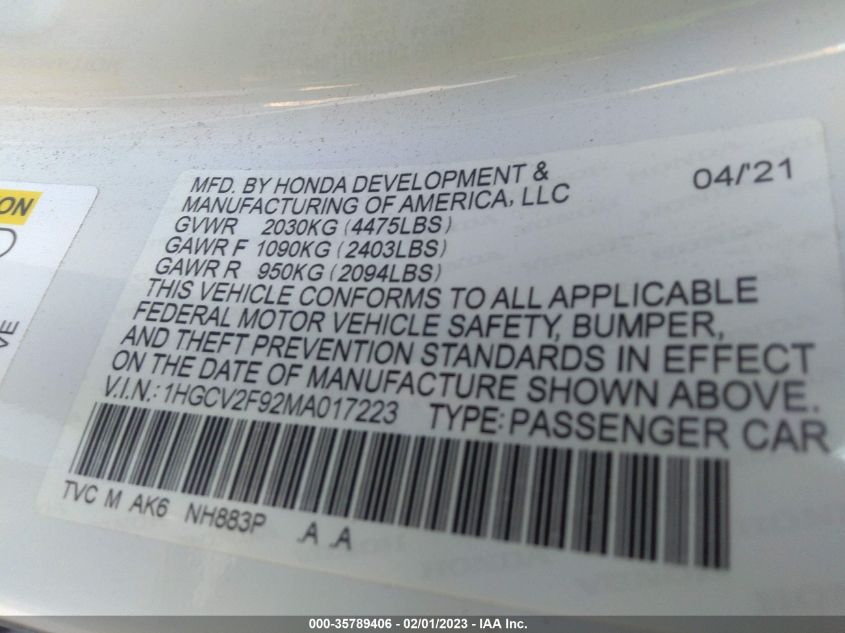 MFD. BY HONDA DEVELOPMENT &
MANUFACTURING OF AMERICA, LLC
04/'21
GVWR 2030KG (4475LBS)
GAWR F 1090KG (2403LBS)
GAWR R 950KG (2094LBS)
THIS VEHICLE CONFORMS TO ALL APPLICABLE
FEDERAL MOTOR VEHICLE SAFETY, BUMPER,
AND THEFT PREVENTION STANDARDS IN EFFECT
ON THE DATE OF MANUFACTURE SHOWN ABOVE.
V.I.N.: 1HGCV2F92MA017223 TYPE: PASSENGER CAR
TVC M AK6 NH883P .A .A
000-35789406 - 02/01/2023 - IAA Inc.